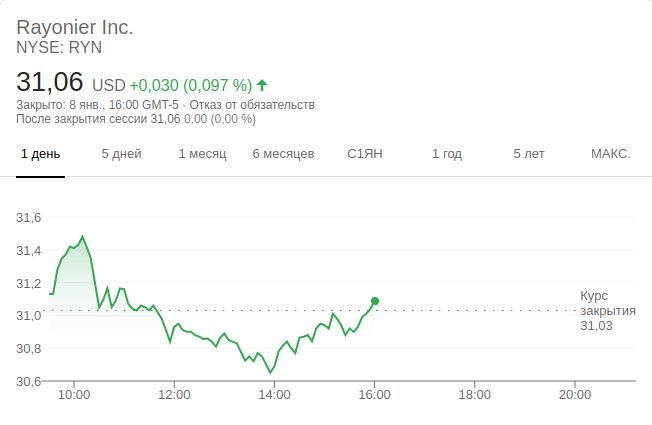 Rayonier Inc.
NYSE: RYN
31,06 USD +0,030 (0,097 %)
Закрыто: 8 янв., 16:00 GMT-5 · Отказ от обязательств
После закрытия сессии 31,06 0,00 (0,00 %)
1 день 5 дней 1 месяц 6 месяцев С1ЯН 1 год 5 лет МАКС.
31,6
31,4
31,2
31,0
30,8
30,6
Курс
закрытия
31,03
10:00 12:00 14:00 16:00 18:00 20:00